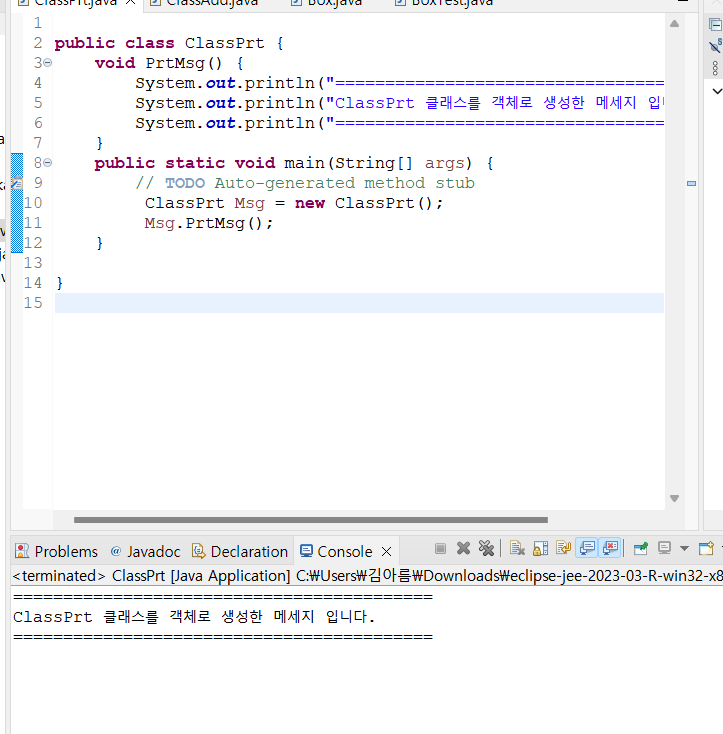 ClassPrt.java ClassAdd.java Box.java BoxTest.java
1
2 public class ClassPrt {
3 void PrtMsg() {
4 System.out.println("=================================
5 System.out.println("ClassPrt 클래스를 객체로 생성한 메세지 입니
6 System.out.println("=================================
7 }
8 public static void main(String[] args) {
9 // TODO Auto-generated method stub
10 ClassPrt Msg = new ClassPrt();
11 Msg.PrtMsg();
12 }
13
14 }
15
Problems @ Javadoc Declaration Console
<terminated> ClassPrt [Java Application] C:₩Users₩김아름₩Downloads₩eclipse-jee-2023-03-R-win32-x8
==========================================
ClassPrt 클래스를 객체로 생성한 메세지 입니다.
==========================================